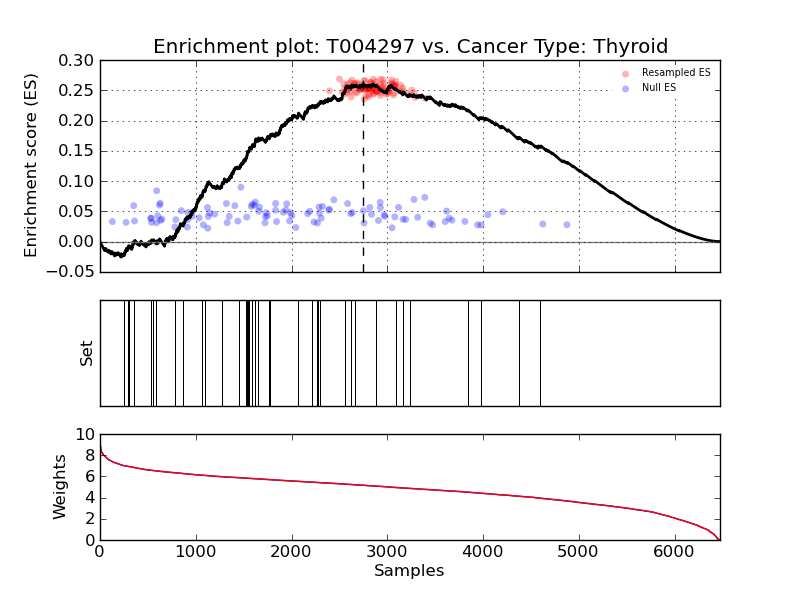 Enrichment plot: T004297 vs. Cancer Type: Thyroid
Enrichment score (ES)
0.30
0.25
0.20
0.15
0.10
0.05
0.00
−0.05
Resampled ES
Null ES
Set
Weights
10
8
6
4
2
0
0 1000 2000 3000 4000 5000 6000
Samples